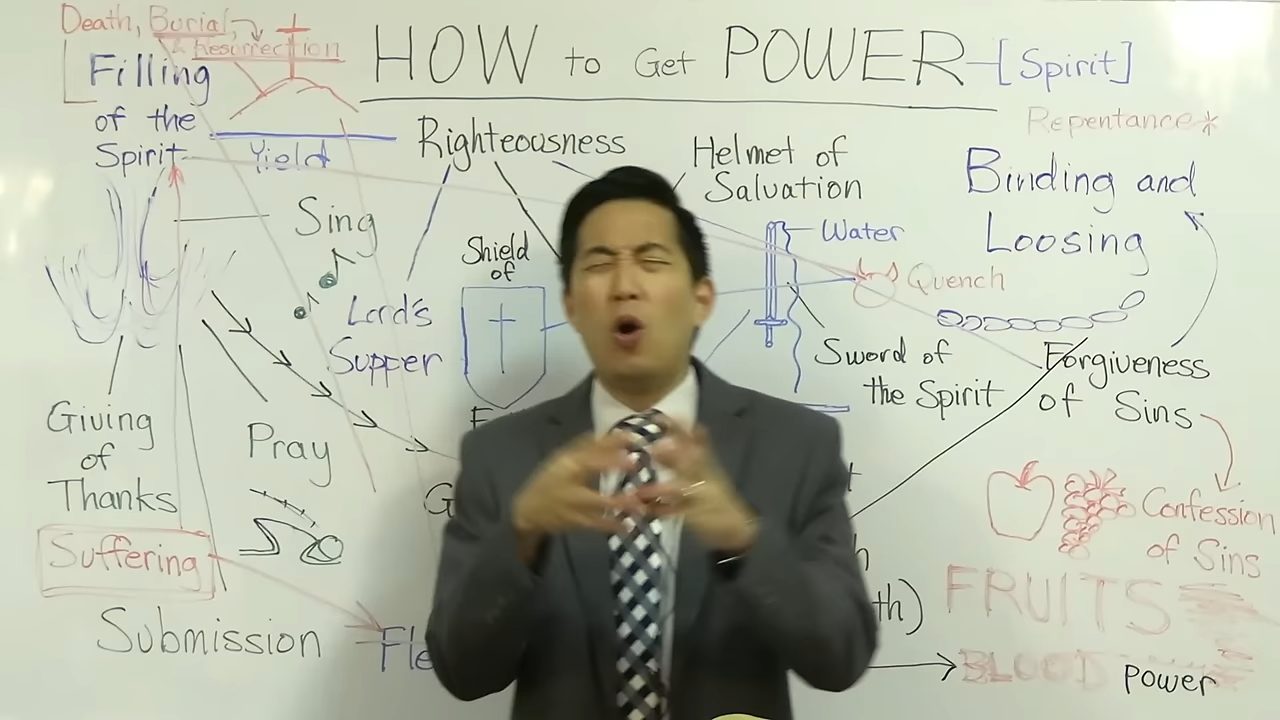 Death, Burial,
& Resurrection
HOW to Get POWER-[Spirit]
Filling
of the
Spirit
Yield
Righteousness
Helmet of
Salvation
Repentance*
Binding and
Loosing
Sing
Shield
of
Water
Quench
Lord's
Supper
Sword of
the Spirit
Forgiveness
of Sins
Giving
of
Thanks
Pray
Confession
of Sins
Suffering
FRUITS
Submission
th)
BLOOD power